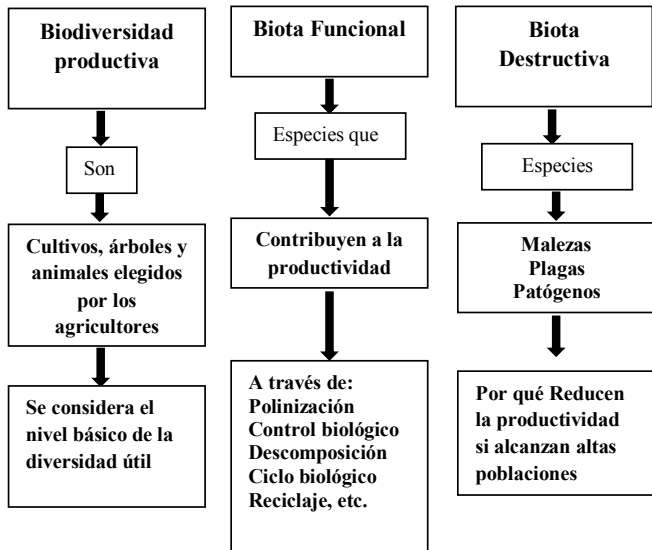 Biodiversidad
productiva
Son
Cultivos, árboles y
animales elegidos
por los
agricultores
Se considera el
nivel básico de la
diversidad útil
Biota Funcional
Especies que
Contribuyen a la
productividad
A través de:
Polinización
Control biológico
Descomposición
Ciclo biológico
Reciclaje, etc.
Biota
Destructiva
Especies
Malezas
Plagas
Patógenos
Por qué Reducen
la productividad
si alcanzan altas
poblaciones